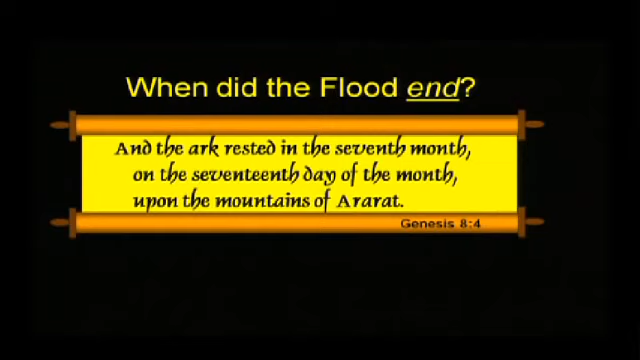 When did the Flood end?
And the ark rested in the seventh month,
on the seventeenth day of the month,
upon the mountains of Ararat.
Genesis 8:4